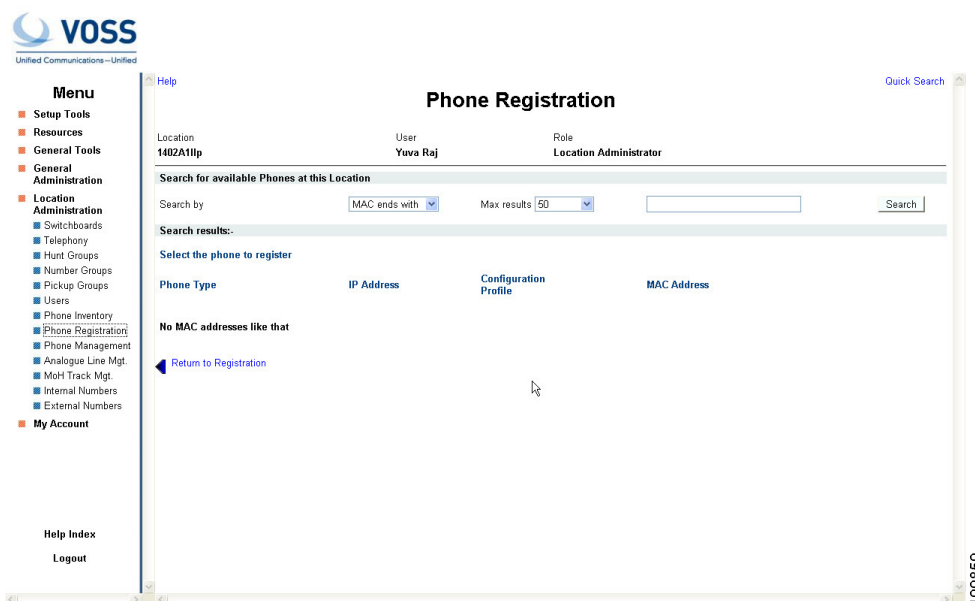 VOSS
Unified Communications—Unified
Menu
Setup Tools
Resources
General Tools
General
Administration
Location
Administration
Switchboards
Telephony
Hunt Groups
Number Groups
Pickup Groups
Users
Phone Inventory
Phone Registration
Phone Management
Analogue Line Mgt.
MoH Track Mgt.
Internal Numbers
External Numbers
My Account
Help Index
Logout
Help
Quick Search
Phone Registration
Location User Role
1402A1llp Yuva Raj Location Administrator
Search for available Phones at this Location
Search by MAC ends with Max results 50 Search
Search results:-
Select the phone to register
Phone Type IP Address Configuration Profile MAC Address
No MAC addresses like that
Return to Registration